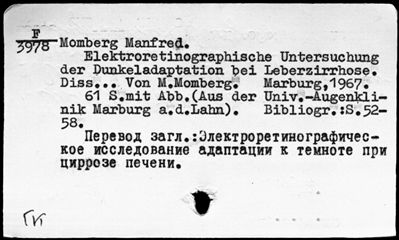 F
3978 Momberg Manfred.
Elektroretinographische Untersuchung
der Dunkeladaptation bei Leberzirrhose.
Diss... Von M.Momberg. Marburg,1967.
61 S.mit Abb.(Aus der Univ.-Augenkli-
nik Marburg a.d.Lahn). Bibliogr.:S.52-
58.
Перевод загл.:Электроретинографичес-
кое исследование адаптации к темноте при
циррозе печени.